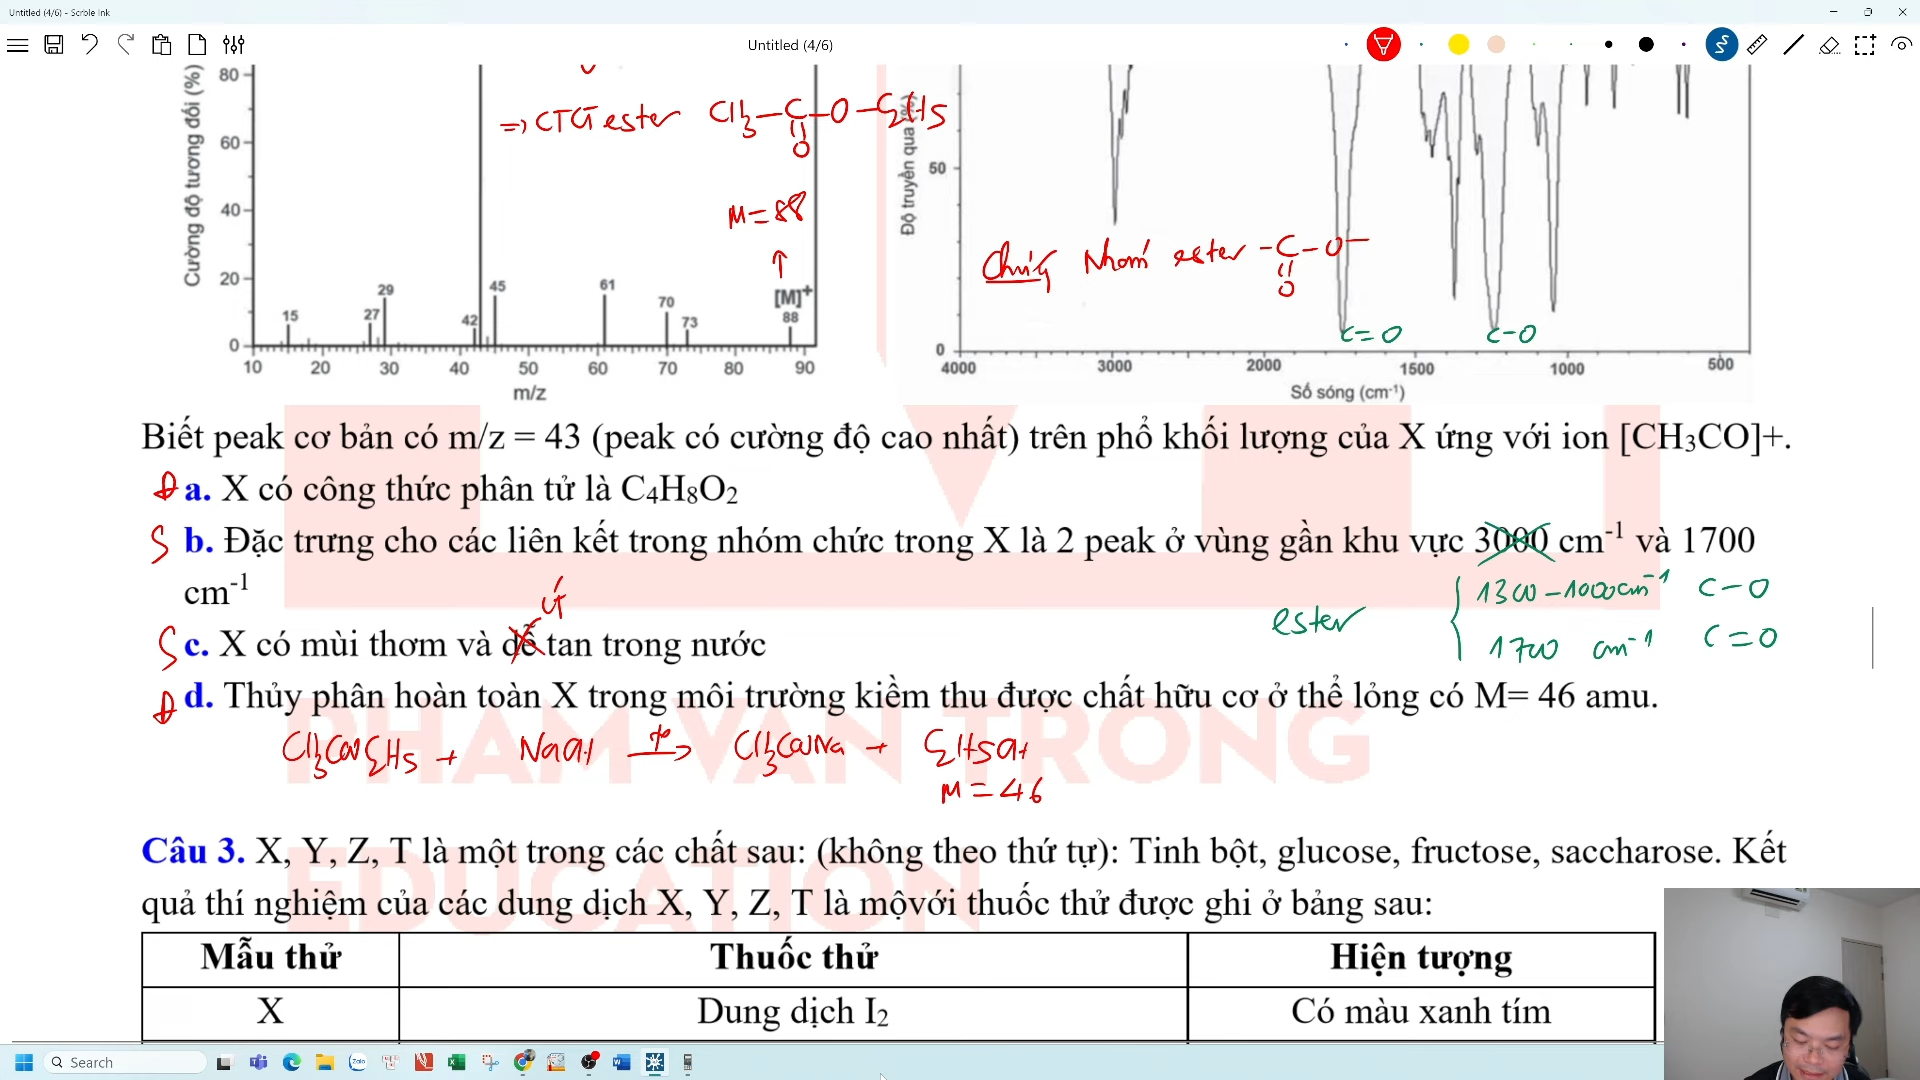 Untitled (4/6) - Scrble Ink
Untitled (4/6)
Cường độ tương đối (%)
80
60
40
20
0
15
27
29
42
45
61
70
73
[M]+
88
10 20 30 40 50 60 70 80 90
m/z
=> CTCT ester CH3-C-O-C2H5
O
M=88
Độ truyền qua (%)
50
0
Chứng Nhóm ester -C-O-
O
C=O C-O
4000 3000 2000 1500 1000 500
Số sóng (cm-1)
Biết peak cơ bản có m/z = 43 (peak có cường độ cao nhất) trên phổ khối lượng của X ứng với ion [CH3CO]+.
Đ a. X có công thức phân tử là C4H8O2
S b. Đặc trưng cho các liên kết trong nhóm chức trong X là 2 peak ở vùng gần khu vực 3000 cm-1 và 1700
cm-1
ester 1300-1000cm-1 C-O
1700 cm-1 C=O
ít
S c. X có mùi thơm và dễ tan trong nước
Đ d. Thủy phân hoàn toàn X trong môi trường kiềm thu được chất hữu cơ ở thể lỏng có M= 46 amu.
CH3COOC2H5 + NaOH to→ CH3COONa + C2H5OH
M=46
PHAM VAN TRONG
EDUCATION
Câu 3. X, Y, Z, T là một trong các chất sau: (không theo thứ tự): Tinh bột, glucose, fructose, saccharose. Kết
quả thí nghiệm của các dung dịch X, Y, Z, T là mộvới thuốc thử được ghi ở bảng sau:
Mẫu thử Thuốc thử Hiện tượng
X Dung dịch I2 Có màu xanh tím
Search